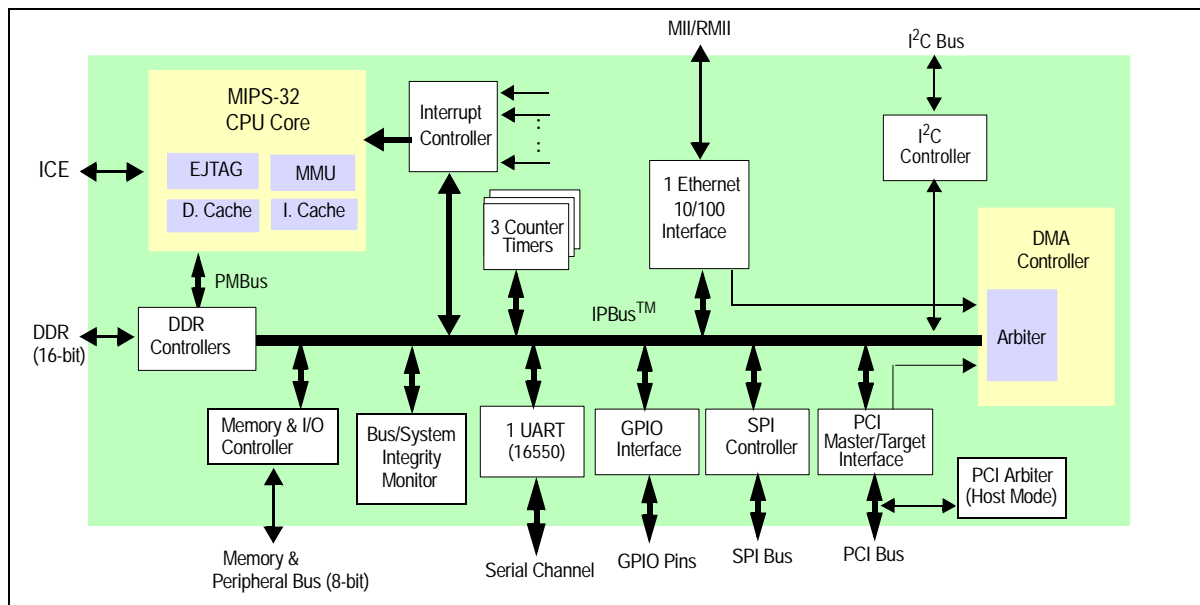 MII/RMII
I²C Bus
MIPS-32
CPU Core
EJTAG
MMU
D. Cache
I. Cache
Interrupt
Controller
ICE
I²C
Controller
1 Ethernet
10/100
Interface
3 Counter
Timers
DMA
Controller
Arbiter
PMBus
IPBus™
DDR
(16-bit)
DDR
Controllers
Memory & I/O
Controller
Bus/System
Integrity
Monitor
1 UART
(16550)
GPIO
Interface
SPI
Controller
PCI
Master/Target
Interface
PCI Arbiter
(Host Mode)
Memory &
Peripheral Bus (8-bit)
Serial Channel
GPIO Pins
SPI Bus
PCI Bus